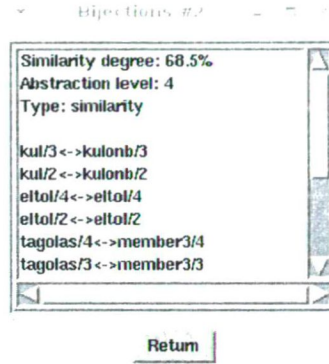 Bijections #2
Similarity degree: 68.5%
Abstraction level: 4
Type: similarity
kul/3<->kulonb/3
kul/2<->kulonb/2
eltol/4<->eltol/4
eltol/2<->eltol/2
tagolas/4<->member3/4
tagolas/3<->member3/3
Return